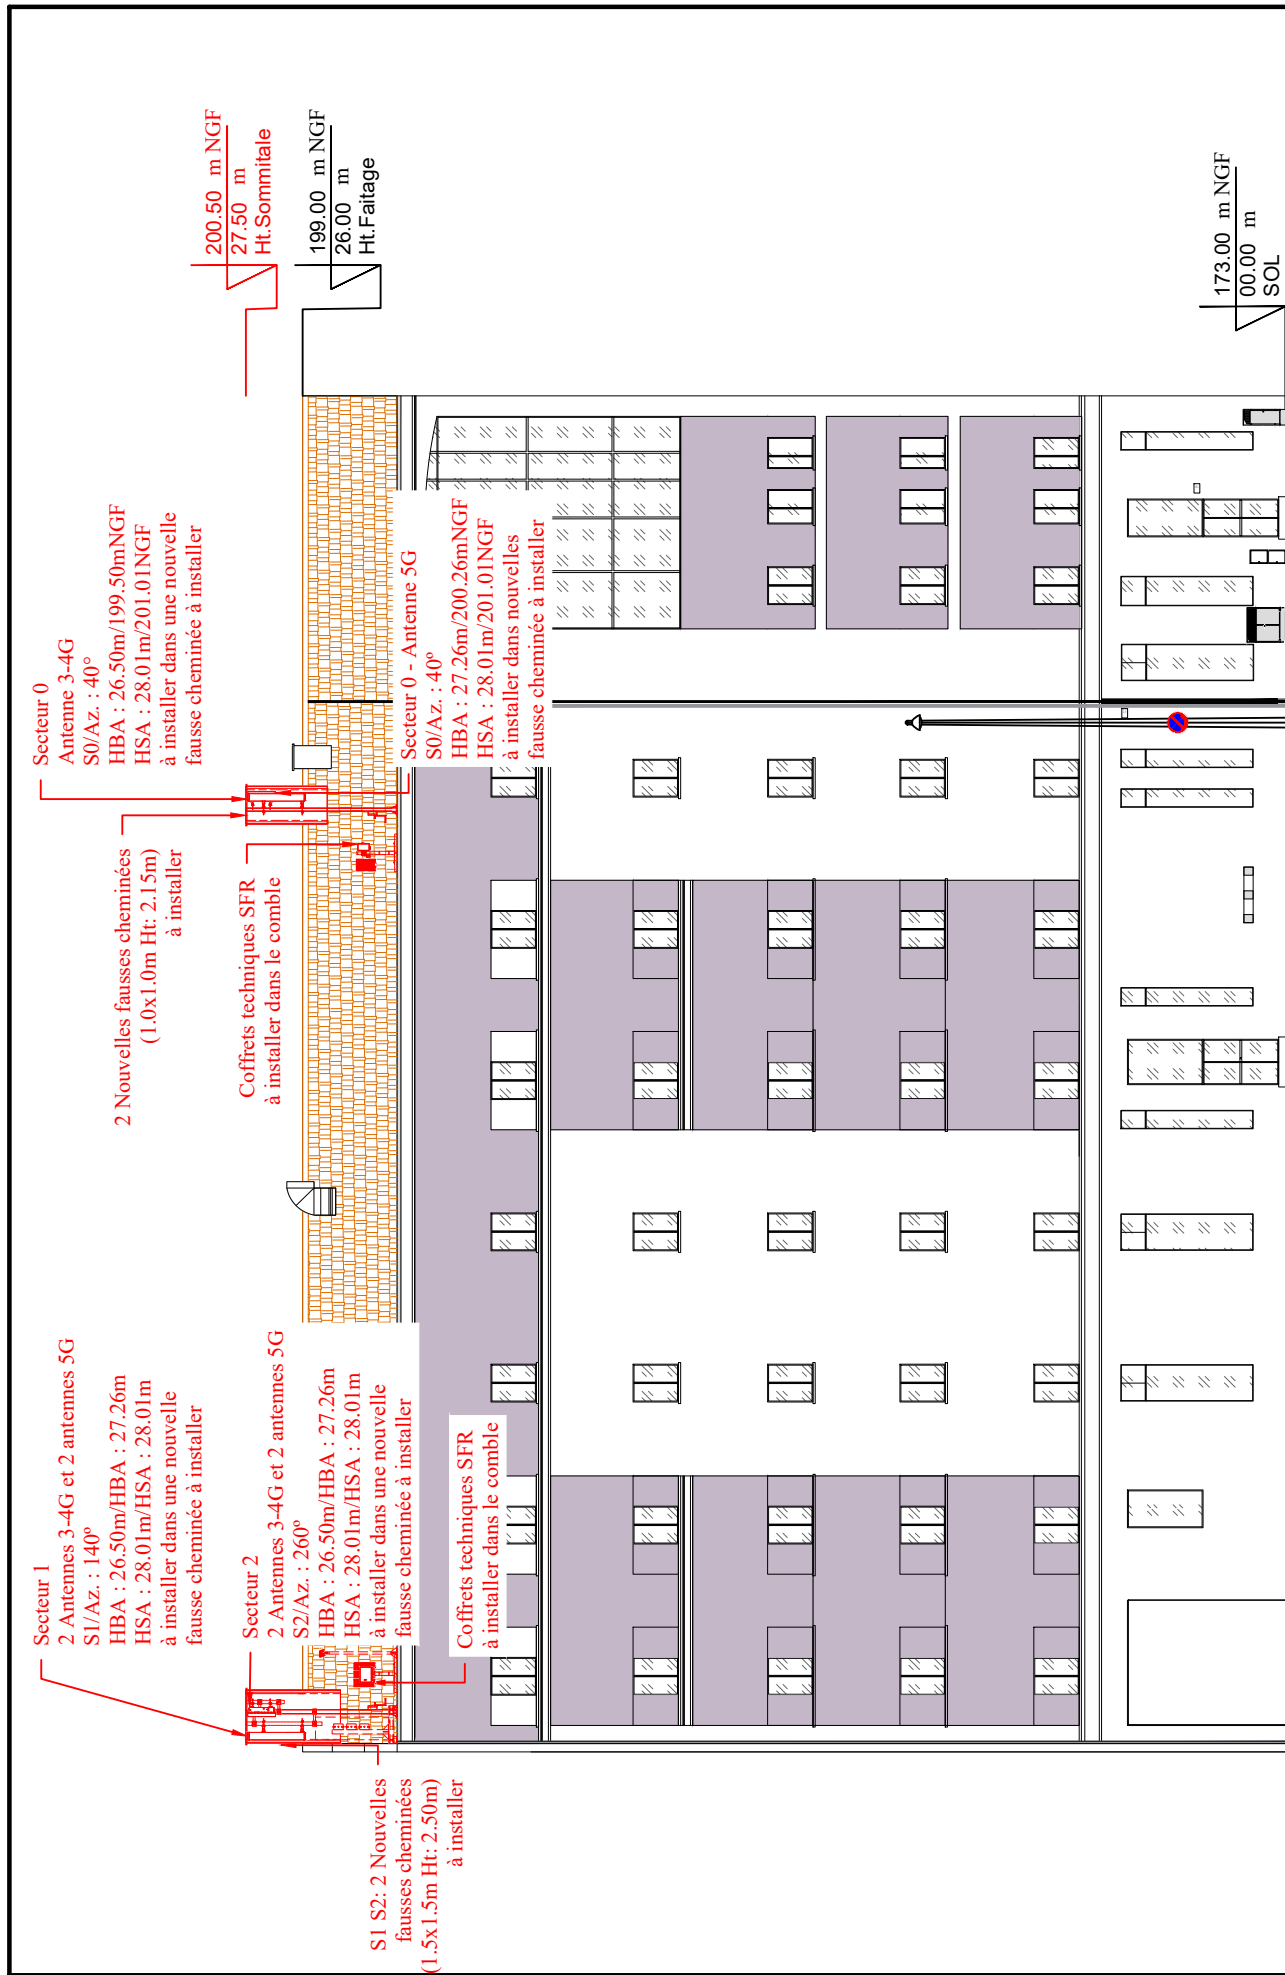 Secteur 1
2 Antennes 3-4G et 2 antennes 5G
S1/Az. : 140°
HBA : 26.50m/HBA : 27.26m
HSA : 28.01m/HSA : 28.01m
à installer dans une nouvelle
fausse cheminée à installer
Secteur 2
2 Antennes 3-4G et 2 antennes 5G
S2/Az. : 260°
HBA : 26.50m/HBA : 27.26m
HSA : 28.01m/HSA : 28.01m
à installer dans une nouvelle
fausse cheminée à installer
Coffrets techniques SFR
à installer dans le comble
S1 S2: 2 Nouvelles
fausses cheminées
(1.5x1.5m Ht: 2.50m)
à installer
2 Nouvelles fausses cheminées
(1.0x1.0m Ht: 2.15m)
à installer
Coffrets techniques SFR
à installer dans le comble
Secteur 0
Antenne 3-4G
S0/Az. : 40°
HBA : 26.50m/199.50mNGF
HSA : 28.01m/201.01NGF
à installer dans une nouvelle
fausse cheminée à installer
Secteur 0 - Antenne 5G
S0/Az. : 40°
HBA : 27.26m/200.26mNGF
HSA : 28.01m/201.01NGF
à installer dans nouvelles
fausse cheminée à installer
200.50 m NGF
27.50 m
Ht.Sommitale
199.00 m NGF
26.00 m
Ht.Faitage
173.00 m NGF
00.00 m
SOL